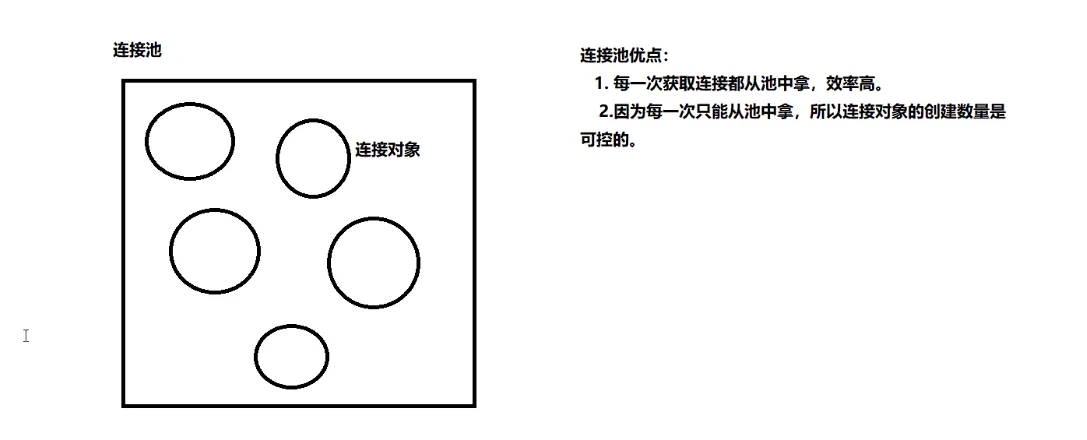 连接池
连接对象
连接池优点：
1. 每一次获取连接都从池中拿，效率高。
2.因为每一次只能从池中拿，所以连接对象的创建数量是
可控的。